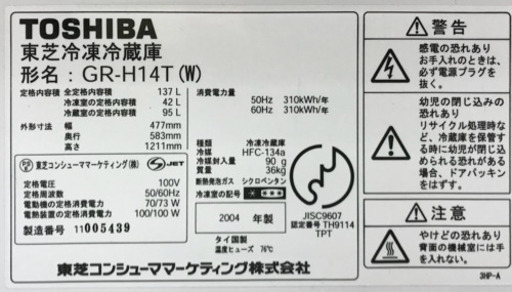 TOSHIBA
東芝冷凍冷蔵庫
形名：GR-H14T(W)
定格内容積 全定格内容積 137 L
冷凍室の定格内容積 42 L
冷蔵室の定格内容積 95 L
外形寸法 幅 477mm
奥行 583mm
高さ 1211mm
消費電力量
50Hz 310kWh/年
60Hz 310kWh/年
種類 冷凍冷蔵庫
冷媒 HFC-134a
冷媒封入量 90 g
質量 36kg
断熱発泡ガス シクロペンタン
冷凍室の記号
東芝コンシューママーケティング(株)
JET
定格電圧 100V
定格周波数 50/60Hz
電動機の定格消費電力 70/73 W
電熱装置の定格消費電力 100/100 W
製造番号 11005439
2004 年製
タイ国製
温度ヒューズ 76℃
JISC9607
認定番号 TH9114
TPT
東芝コンシューママーケティング株式会社
警告
感電の恐れあり
お手入れのときは、
必ず電源プラグを
抜く。
幼児の閉じ込みの
恐れあり
リサイクル処理時な
ど、冷蔵庫を保管す
る時に幼児が閉じ込
められる恐れがある
場合、ドアパッキン
をはずす。
注意
やけどの恐れあり
背面の機械室には手
を入れない。
3HP-A